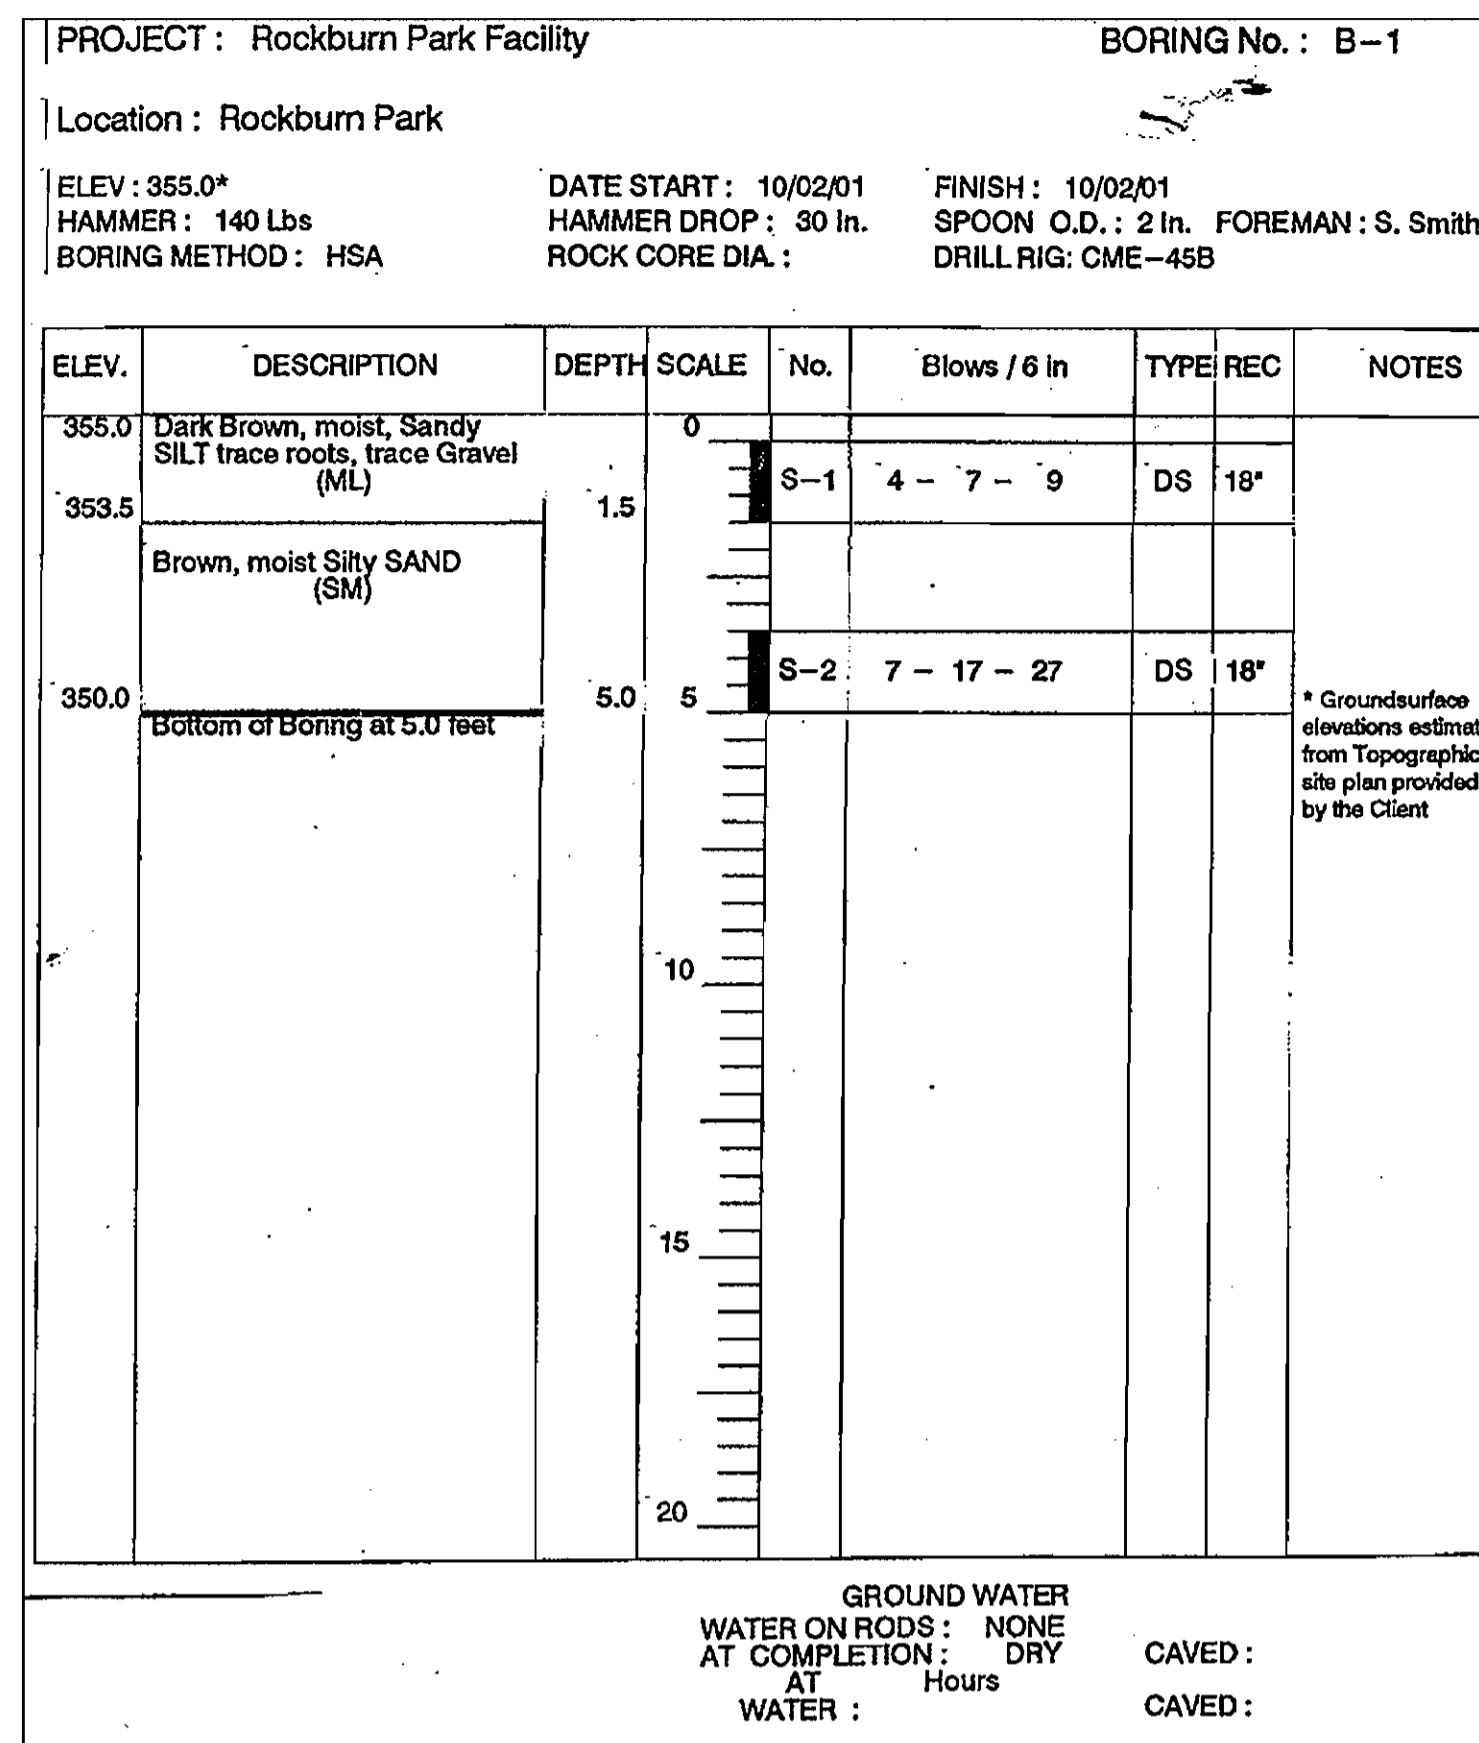 PROJECT : Rockburn Park Facility BORING No. : B-1
Location : Rockburn Park
ELEV : 355.0* DATE START : 10/02/01 FINISH : 10/02/01
HAMMER : 140 Lbs HAMMER DROP : 30 in. SPOON O.D. : 2 in. FOREMAN : S. Smith
BORING METHOD : HSA ROCK CORE DIA. : DRILL RIG: CME-45B
ELEV. DESCRIPTION DEPTH SCALE No. Blows / 6 in TYPE REC NOTES
355.0 Dark Brown, moist, Sandy 0
SILT trace roots, trace Gravel
(ML) S-1 4 - 7 - 9 DS 18"
353.5 1.5
Brown, moist Silty SAND
(SM)
S-2 7 - 17 - 27 DS 18"
350.0 5.0 5
Bottom of Boring at 5.0 feet
* Groundsurface
elevations estimat
from Topographic
site plan provided
by the Client
10
15
20
GROUND WATER
WATER ON RODS : NONE
AT COMPLETION : DRY CAVED :
AT Hours
WATER : CAVED :